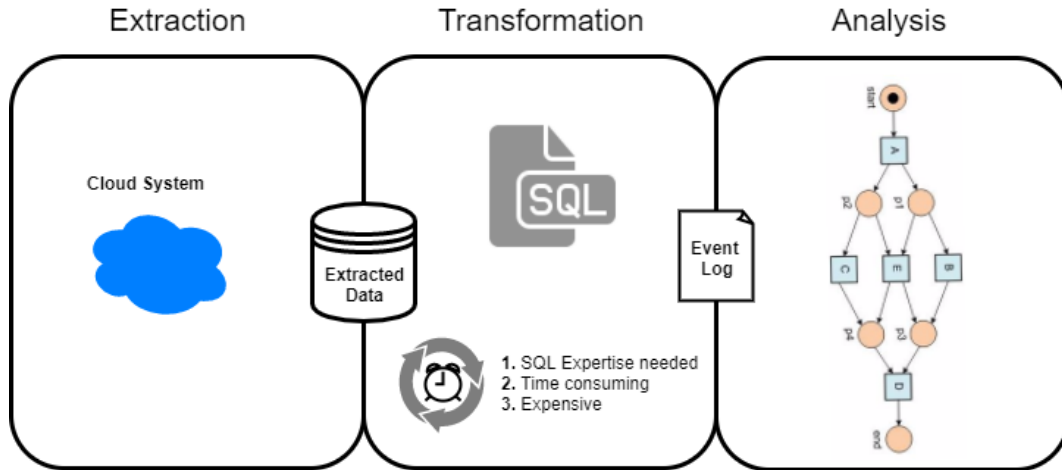 Extraction
Transformation
Analysis
Cloud System
Extracted
Data
SQL
1. SQL Expertise needed
2. Time consuming
3. Expensive
Event
Log
start
A
p2
p1
C
E
B
p4
p3
D
end